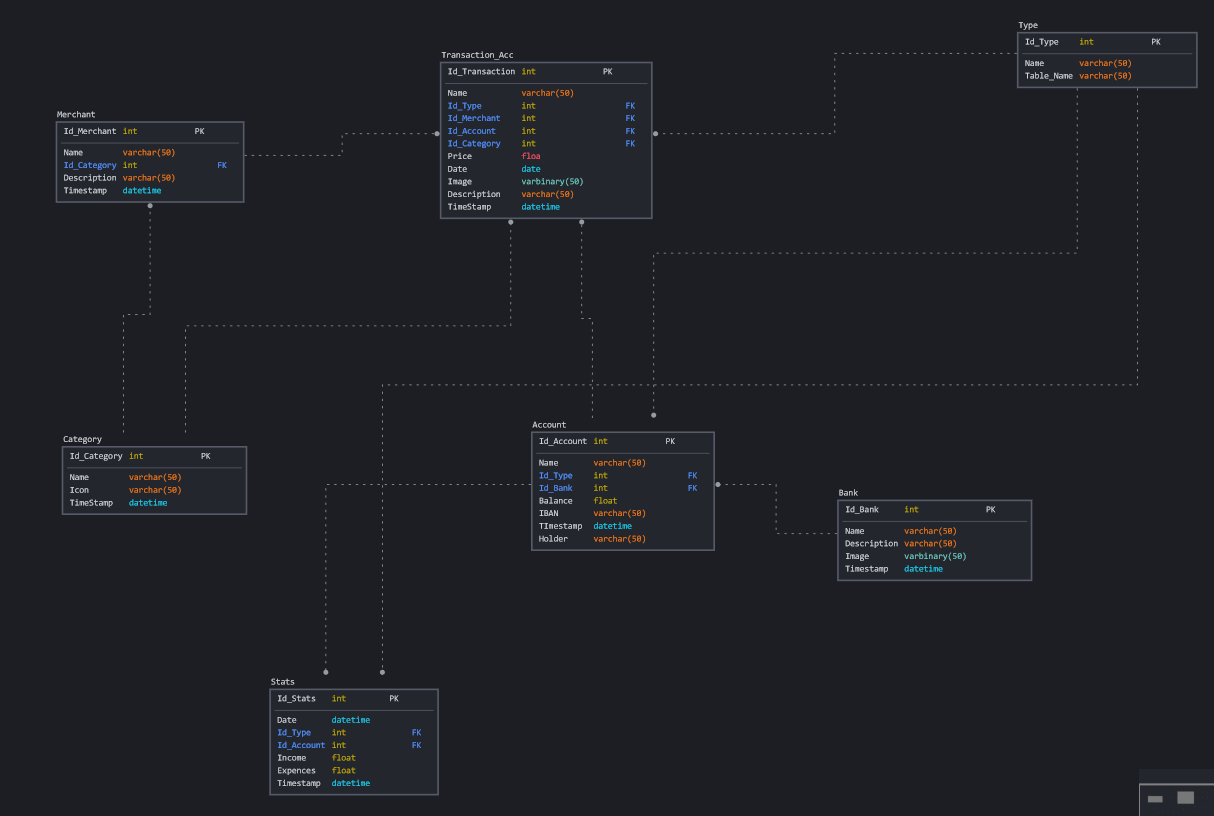 Type
Id_Type int PK
Name varchar(50)
Table_Name varchar(50)
Transaction_Acc
Id_Transaction int PK
Name varchar(50)
Id_Type int FK
Id_Merchant int FK
Id_Account int FK
Id_Category int FK
Price floa
Date date
Image varbinary(50)
Description varchar(50)
TimeStamp datetime
Merchant
Id_Merchant int PK
Name varchar(50)
Id_Category int FK
Description varchar(50)
Timestamp datetime
Category
Id_Category int PK
Name varchar(50)
Icon varchar(50)
TimeStamp datetime
Account
Id_Account int PK
Name varchar(50)
Id_Type int FK
Id_Bank int FK
Balance float
IBAN varchar(50)
TImestamp datetime
Holder varchar(50)
Bank
Id_Bank int PK
Name varchar(50)
Description varchar(50)
Image varbinary(50)
Timestamp datetime
Stats
Id_Stats int PK
Date datetime
Id_Type int FK
Id_Account int FK
Income float
Expences float
Timestamp datetime